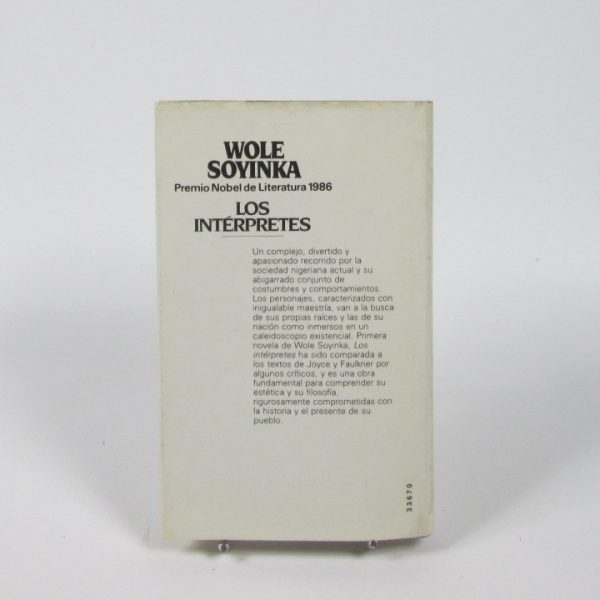 WOLE
SOYINKA
Premio Nobel de Literatura 1986
LOS
INTÉRPRETES
Un complejo, divertido y
apasionado recorrido por la
sociedad nigeriana actual y su
abigarrado conjunto de
costumbres y comportamientos.
Los personajes, caracterizados con
inigualable maestría, van a la busca
de sus propias raíces y las de su
nación como inmersos en un
caleidoscopio existencial. Primera
novela de Wole Soyinka, Los
intérpretes ha sido comparada a
los textos de Joyce y Faulkner por
algunos críticos, y es una obra
fundamental para comprender su
estética y su filosofía,
rigurosamente comprometidas con
la historia y el presente de su
pueblo.
33670